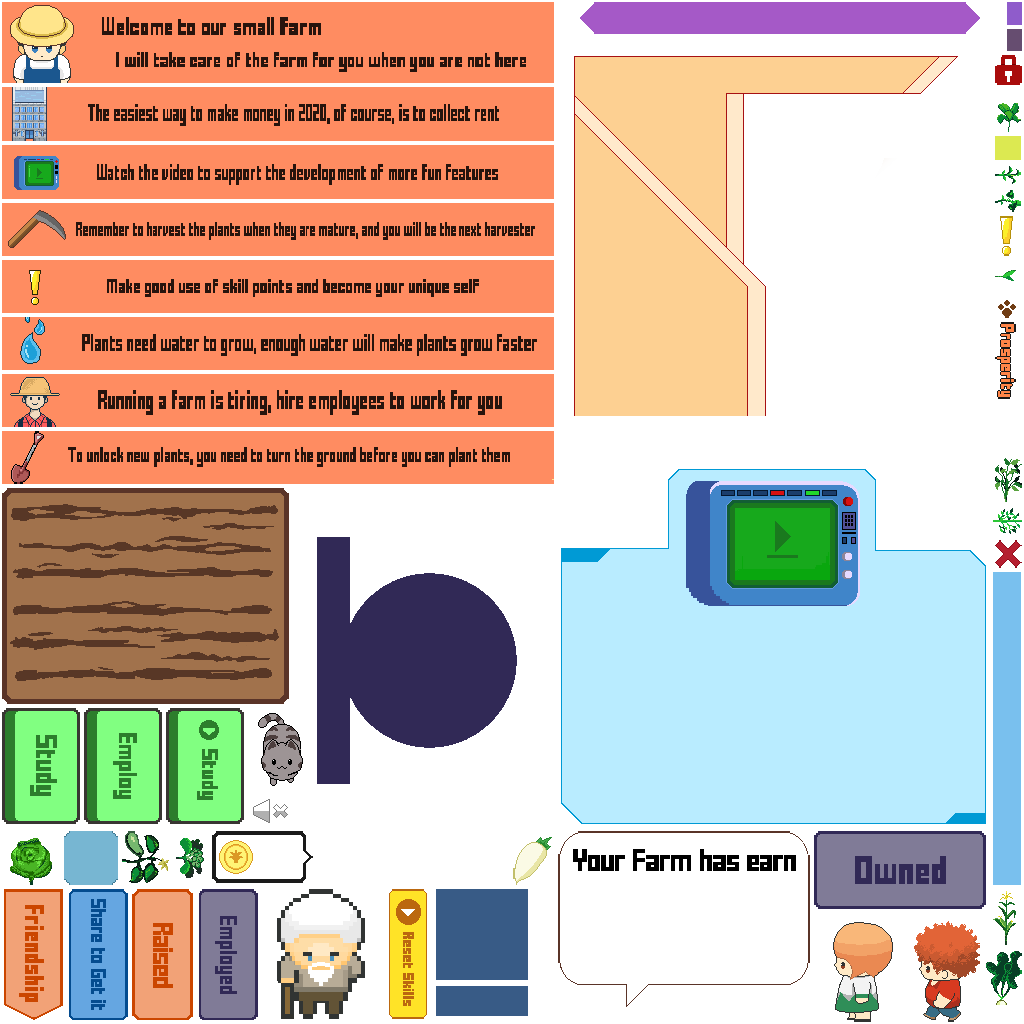 Welcome to our small Farm
I will take care of the farm for you when you are not here
The easiest way to make money in 2020, of course, is to collect rent
Watch the video to support the development of more fun features
Remember to harvest the plants when they are mature, and you will be the next harvester
Make good use of skill points and become your unique self
Plants need water to grow, enough water will make plants grow faster
Running a farm is tiring, hire employees to work for you
To unlock new plants, you need to turn the ground before you can plant them
Prosperity
Study
Employ
Study
Your Farm has earn
Owned
Friendship
Share to Get it
Raised
Employed
Reset Skills